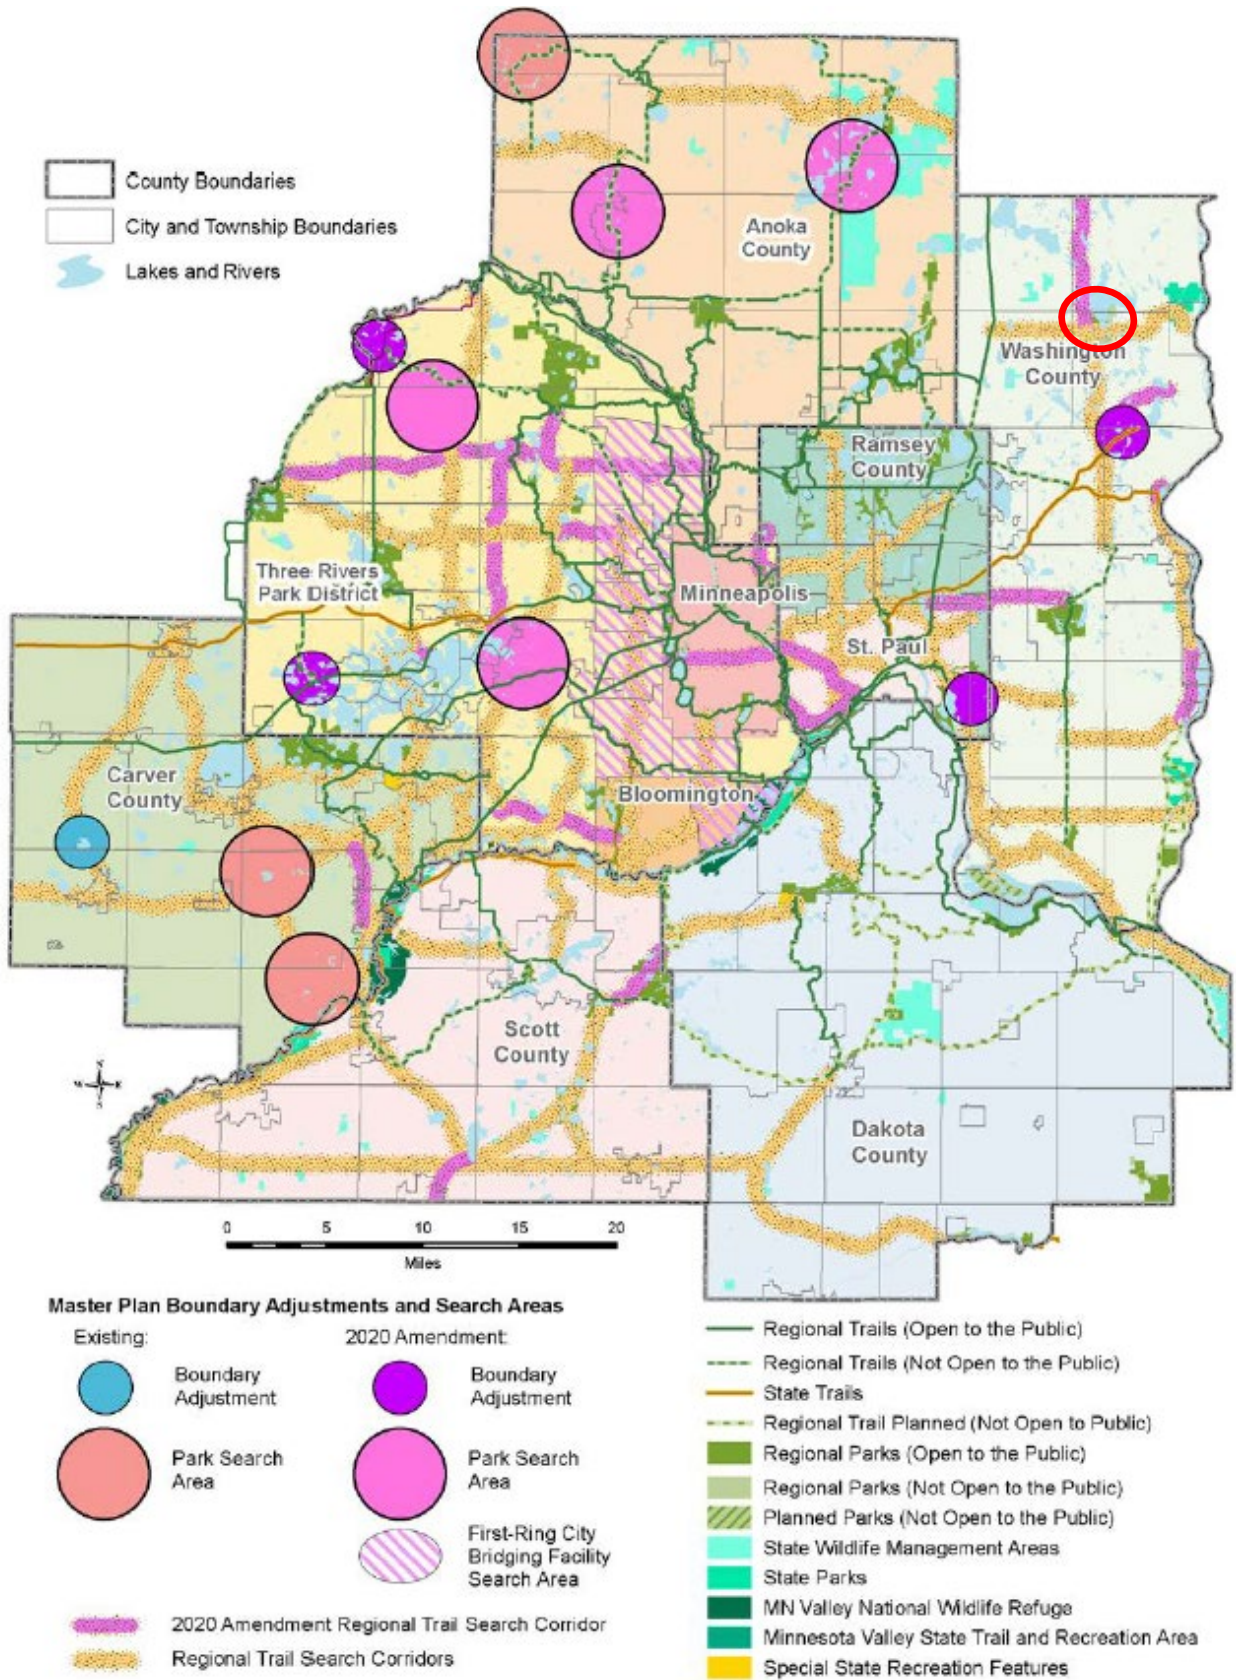 County Boundaries
City and Township Boundaries
Lakes and Rivers
Anoka
County
Washington
County
Ramsey
County
Three Rivers
Park District
Minneapolis
St. Paul
Carver
County
Bloomington
Scott
County
Dakota
County
N
W
E
S
0 5 10 15 20
Miles
Master Plan Boundary Adjustments and Search Areas
Existing:
Boundary
Adjustment
Park Search
Area
2020 Amendment:
Boundary
Adjustment
Park Search
Area
First-Ring City
Bridging Facility
Search Area
2020 Amendment Regional Trail Search Corridor
Regional Trail Search Corridors
Regional Trails (Open to the Public)
Regional Trails (Not Open to the Public)
State Trails
Regional Trail Planned (Not Open to Public)
Regional Parks (Open to the Public)
Regional Parks (Not Open to the Public)
Planned Parks (Not Open to the Public)
State Wildlife Management Areas
State Parks
MN Valley National Wildlife Refuge
Minnesota Valley State Trail and Recreation Area
Special State Recreation Features